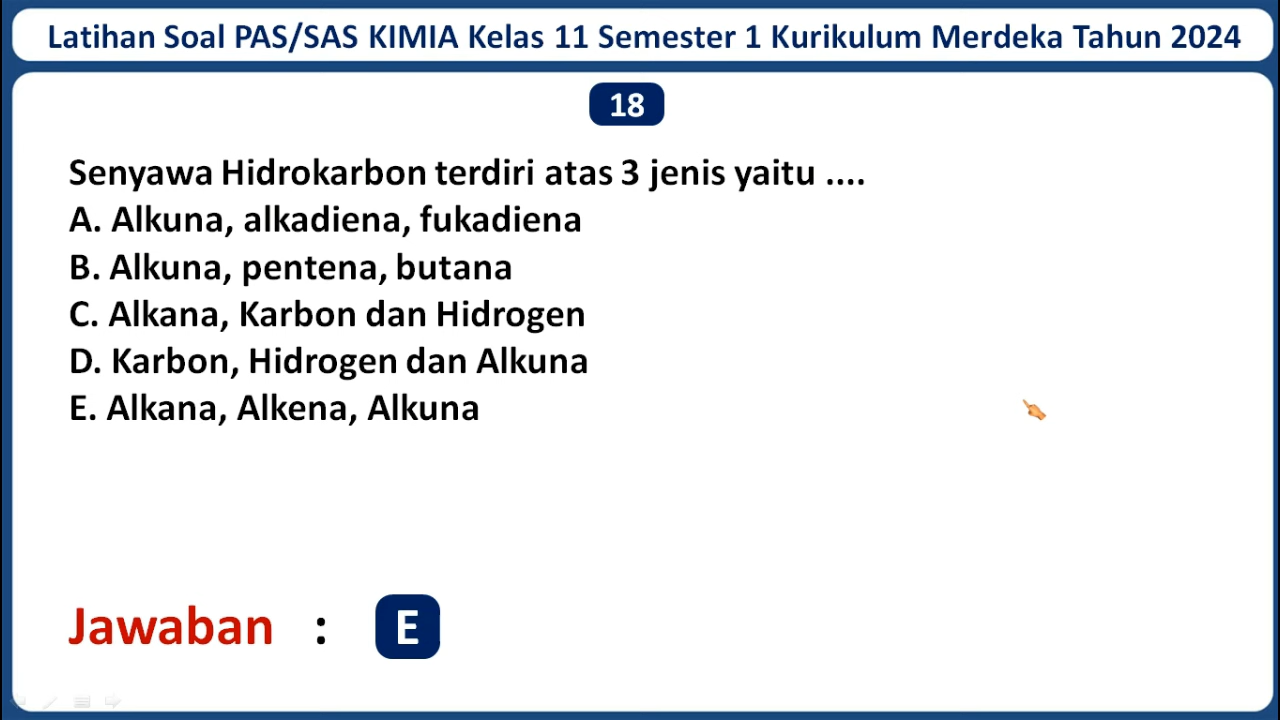 Latihan Soal PAS/SAS KIMIA Kelas 11 Semester 1 Kurikulum Merdeka Tahun 2024
18
Senyawa Hidrokarbon terdiri atas 3 jenis yaitu ....
A. Alkuna, alkadiena, fukadiena
B. Alkuna, pentena, butana
C. Alkana, Karbon dan Hidrogen
D. Karbon, Hidrogen dan Alkuna
E. Alkana, Alkena, Alkuna
Jawaban : E